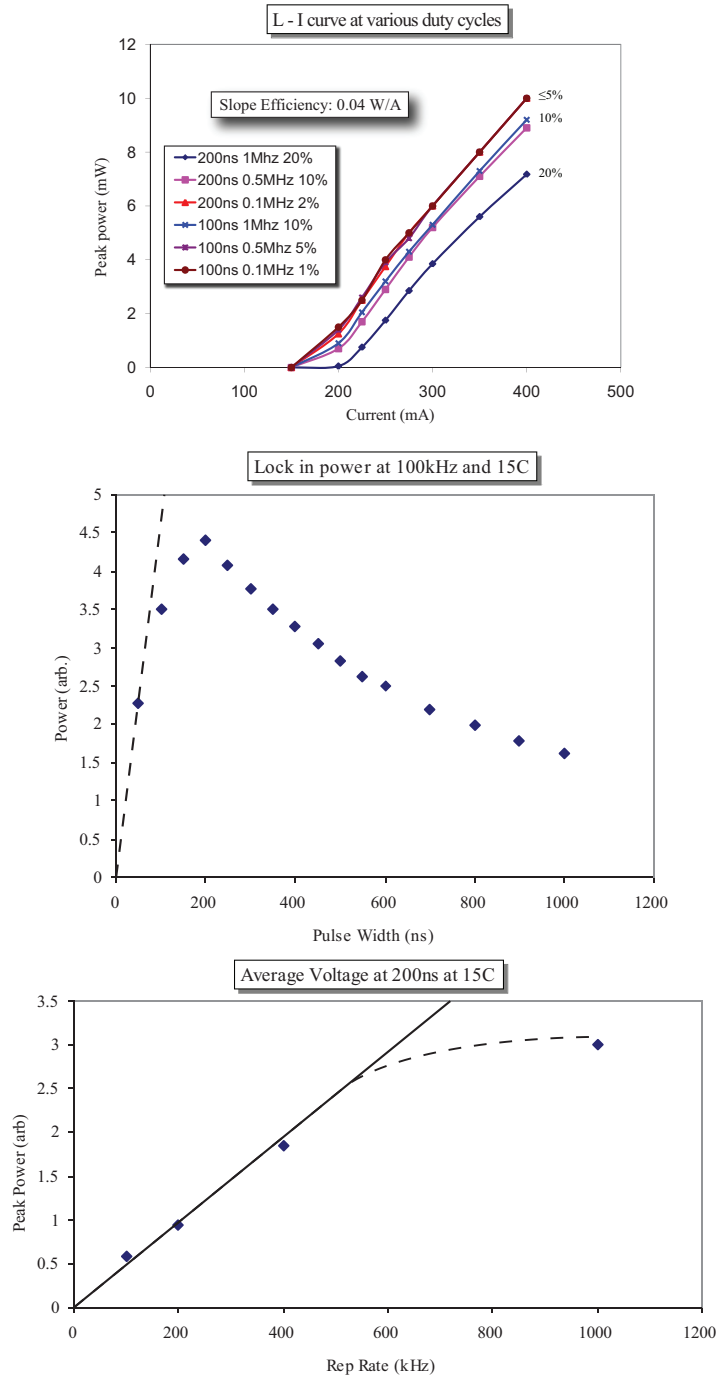 L - I curve at various duty cycles
12
10
8
6
4
2
0
Peak power (mW)
Slope Efficiency: 0.04 W/A
200ns 1Mhz 20%
200ns 0.5MHz 10%
200ns 0.1MHz 2%
100ns 1Mhz 10%
100ns 0.5Mhz 5%
100ns 0.1MHz 1%
≤5%
10%
20%
0 100 200 300 400 500
Current (mA)
Lock in power at 100kHz and 15C
5
4.5
4
3.5
3
2.5
2
1.5
1
0.5
0
Power (arb.)
0 200 400 600 800 1000 1200
Pulse Width (ns)
Average Voltage at 200ns at 15C
3.5
3
2.5
2
1.5
1
0.5
0
Peak Power (arb)
0 200 400 600 800 1000 1200
Rep Rate (kHz)